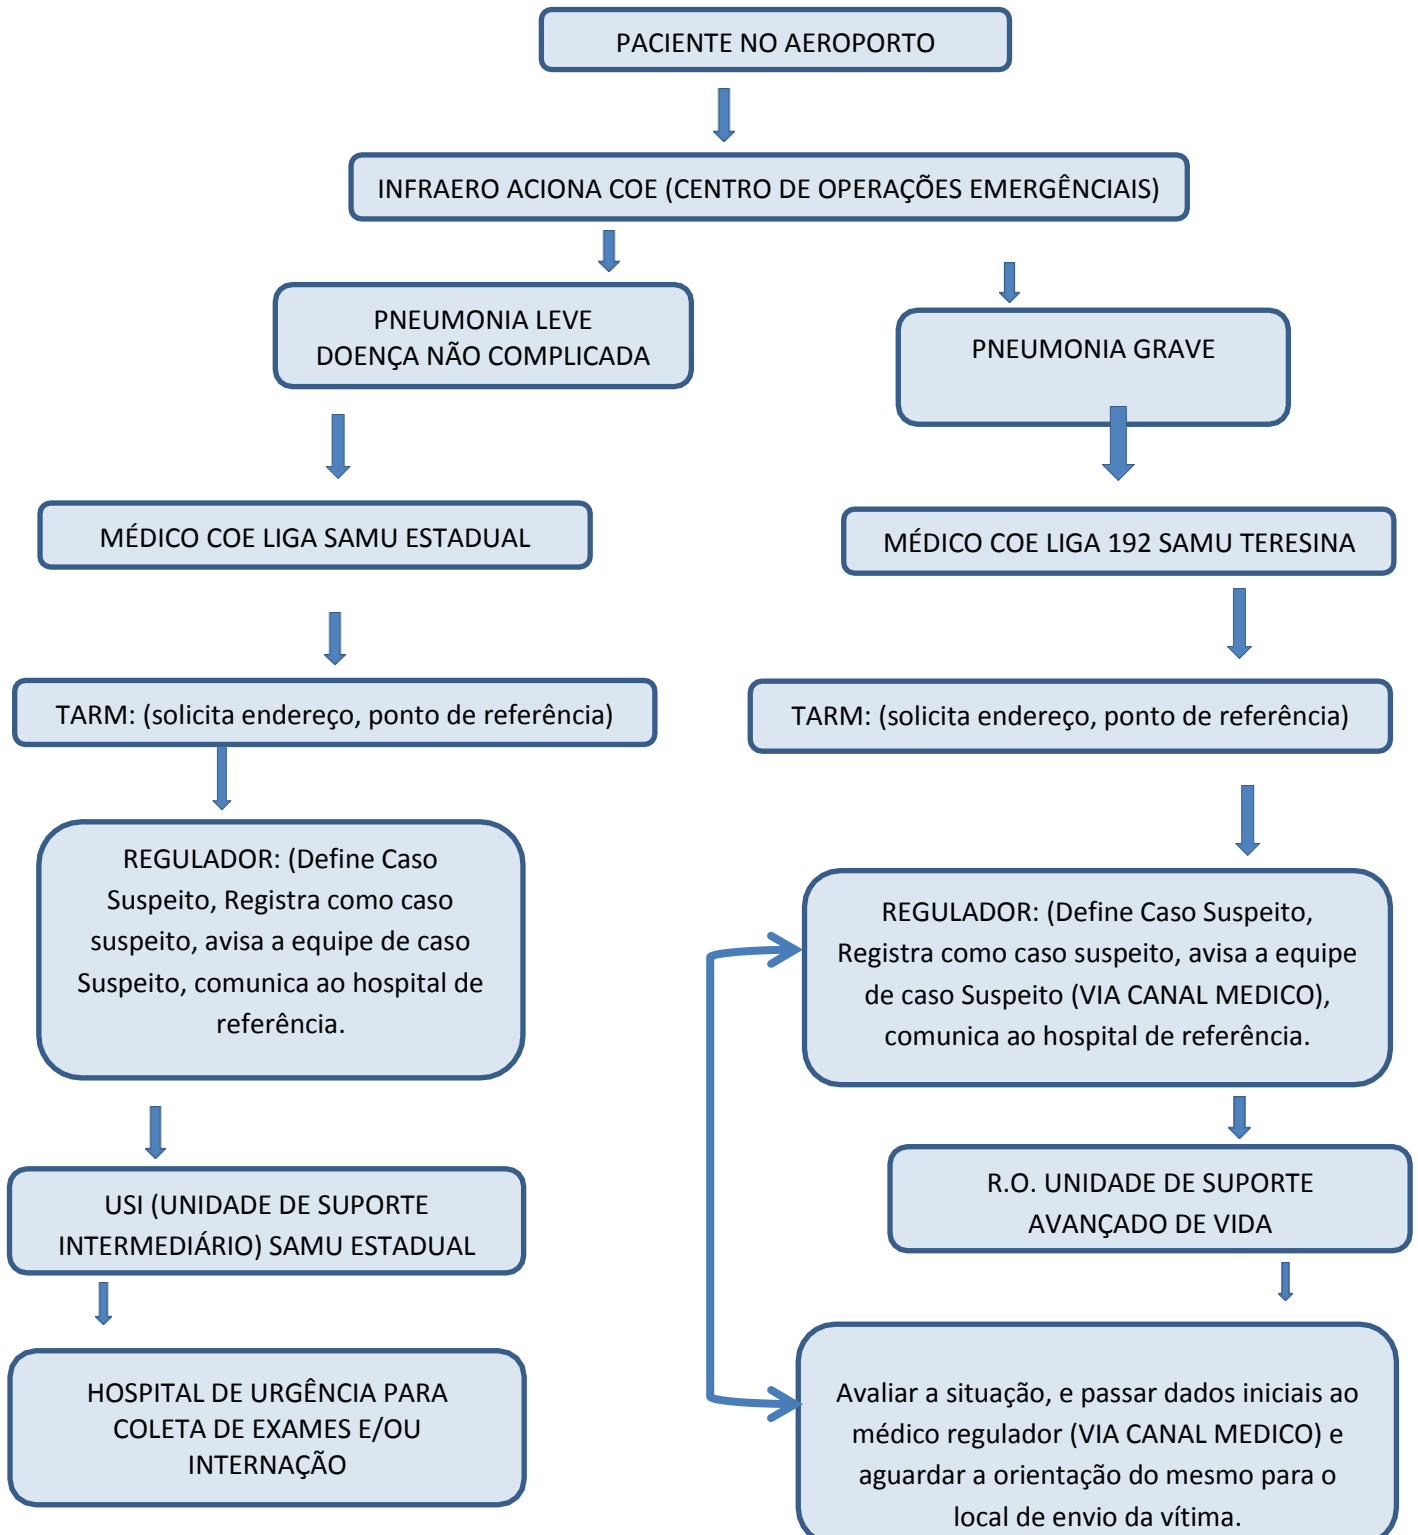 PACIENTE NO AEROPORTO
INFRAERO ACIONA COE (CENTRO DE OPERAÇÕES EMERGÊNCIAIS)
PNEUMONIA LEVE
DOENÇA NÃO COMPLICADA
PNEUMONIA GRAVE
MÉDICO COE LIGA SAMU ESTADUAL
MÉDICO COE LIGA 192 SAMU TERESINA
TARM: (solicita endereço, ponto de referência)
TARM: (solicita endereço, ponto de referência)
REGULADOR: (Define Caso
Suspeito, Registra como caso
suspeito, avisa a equipe de caso
Suspeito, comunica ao hospital de
referência.
REGULADOR: (Define Caso Suspeito,
Registra como caso suspeito, avisa a equipe
de caso Suspeito (VIA CANAL MEDICO),
comunica ao hospital de referência.
USI (UNIDADE DE SUPORTE
INTERMEDIÁRIO) SAMU ESTADUAL
R.O. UNIDADE DE SUPORTE
AVANÇADO DE VIDA
HOSPITAL DE URGÊNCIA PARA
COLETA DE EXAMES E/OU
INTERNAÇÃO
Avaliar a situação, e passar dados iniciais ao
médico regulador (VIA CANAL MEDICO) e
aguardar a orientação do mesmo para o
local de envio da vítima.